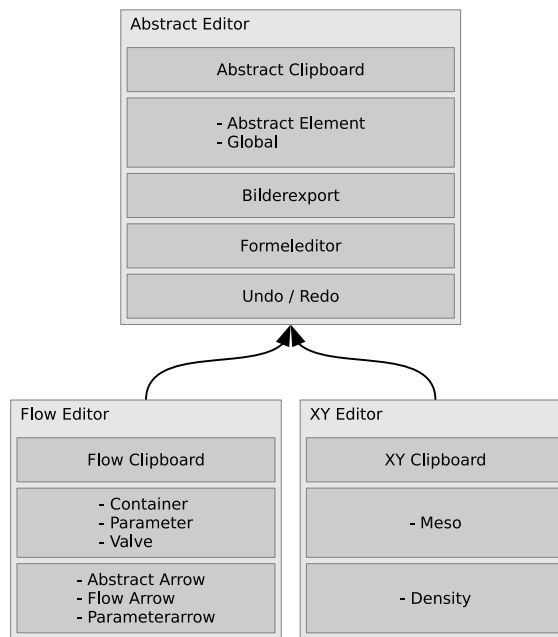 Abstract Editor
Abstract Clipboard
- Abstract Element
- Global
Bilderexport
Formeleditor
Undo / Redo
Flow Editor
Flow Clipboard
- Container
- Parameter
- Valve
- Abstract Arrow
- Flow Arrow
- Parameterarrow
XY Editor
XY Clipboard
- Meso
- Density